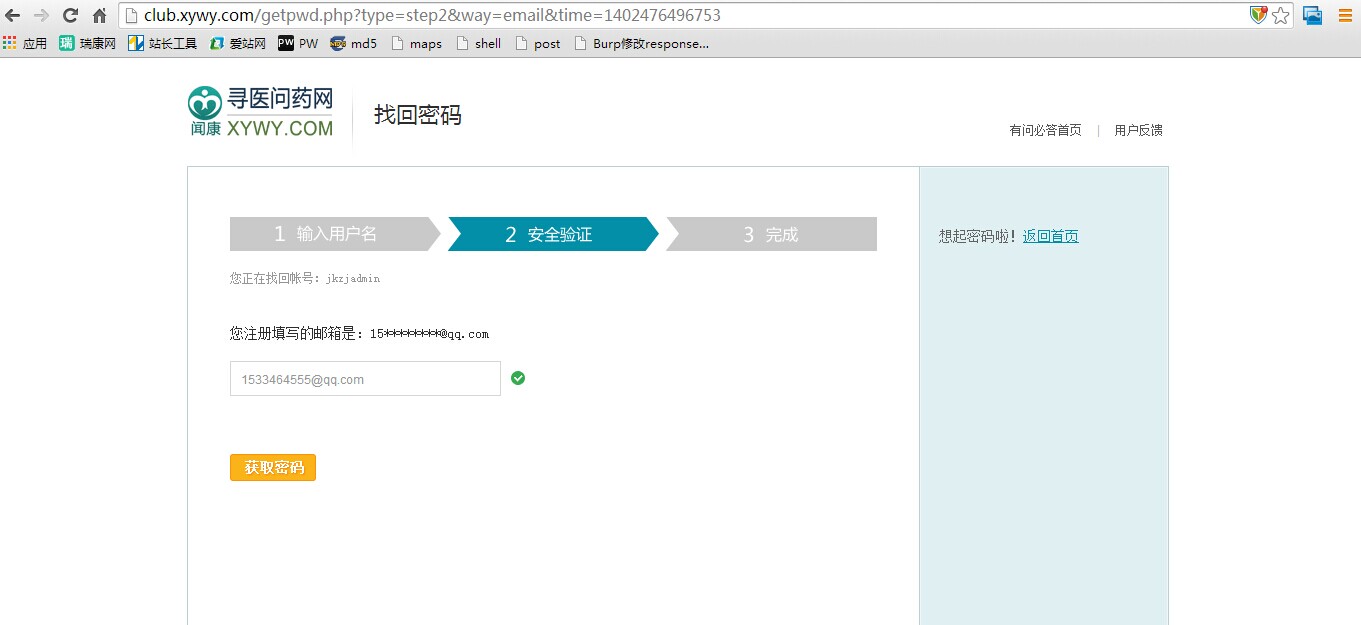 club.xywy.com/getpwd.php?type=step2&way=email&time=1402476496753
应用 瑞 瑞康网 站长工具 爱站网 PW PW md5 maps shell post Burp修改response...
寻医问药网
闻康 XYWY.COM
找回密码
有问必答首页 | 用户反馈
1 输入用户名 2 安全验证 3 完成
想起密码啦！返回首页
您正在找回帐号：jkzjadmin
您注册填写的邮箱是：15********@qq.com
1533464555@qq.com
获取密码